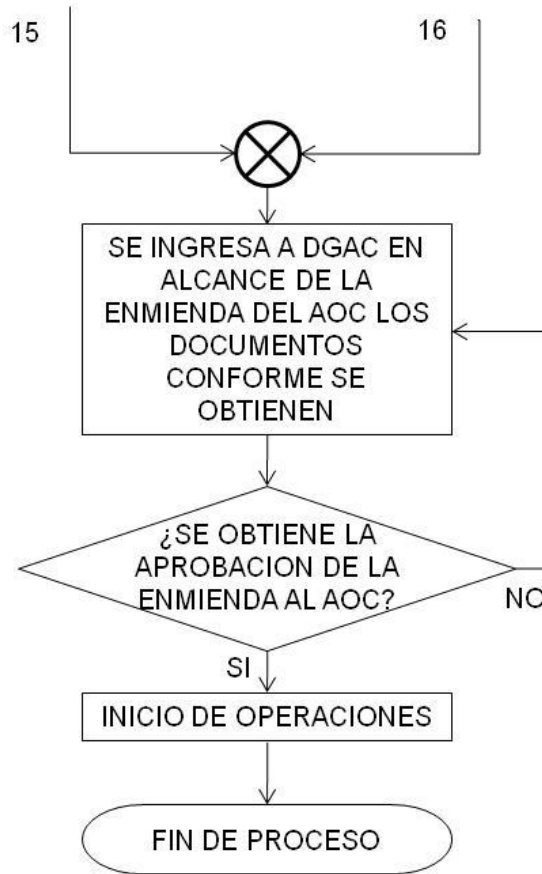 15
16
SE INGRESA A DGAC EN
ALCANCE DE LA
ENMIENDA DEL AOC LOS
DOCUMENTOS
CONFORME SE
OBTIENEN
¿SE OBTIENE LA
APROBACION DE LA
ENMIENDA AL AOC?
NO
SI
INICIO DE OPERACIONES
FIN DE PROCESO